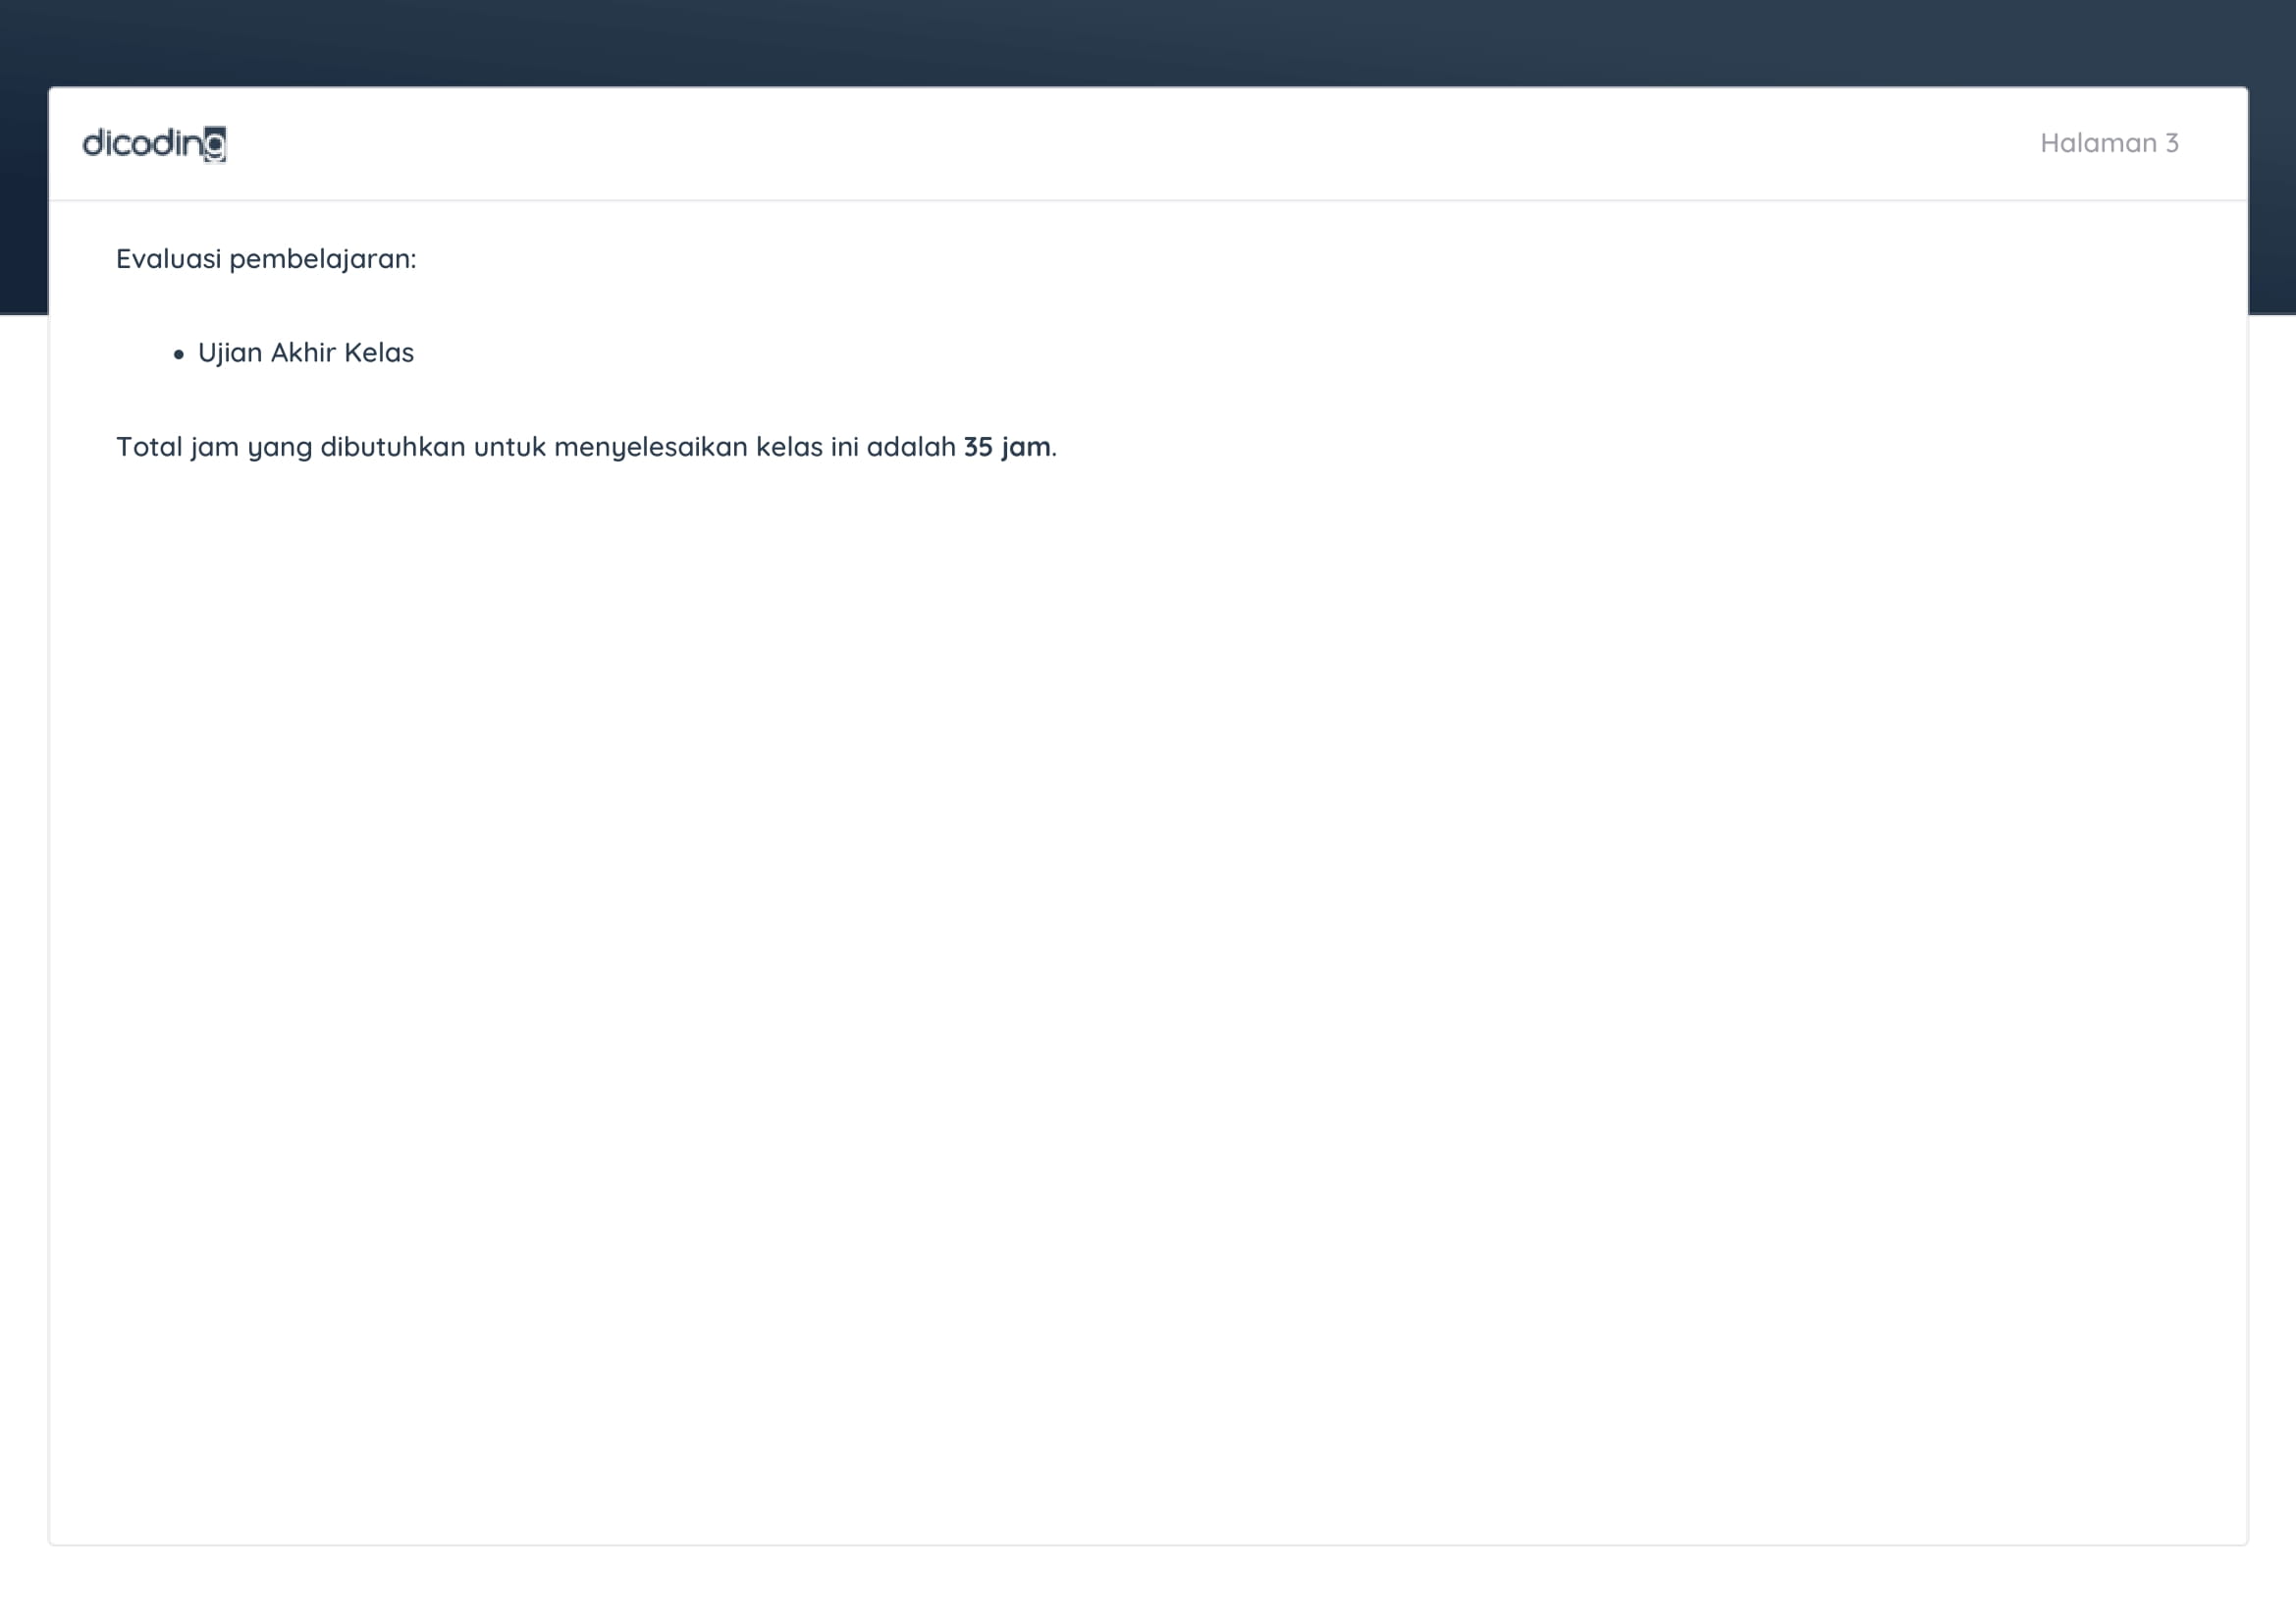 dicoding
Halaman 3
Evaluasi pembelajaran:
• Ujian Akhir Kelas
Total jam yang dibutuhkan untuk menyelesaikan kelas ini adalah 35 jam.